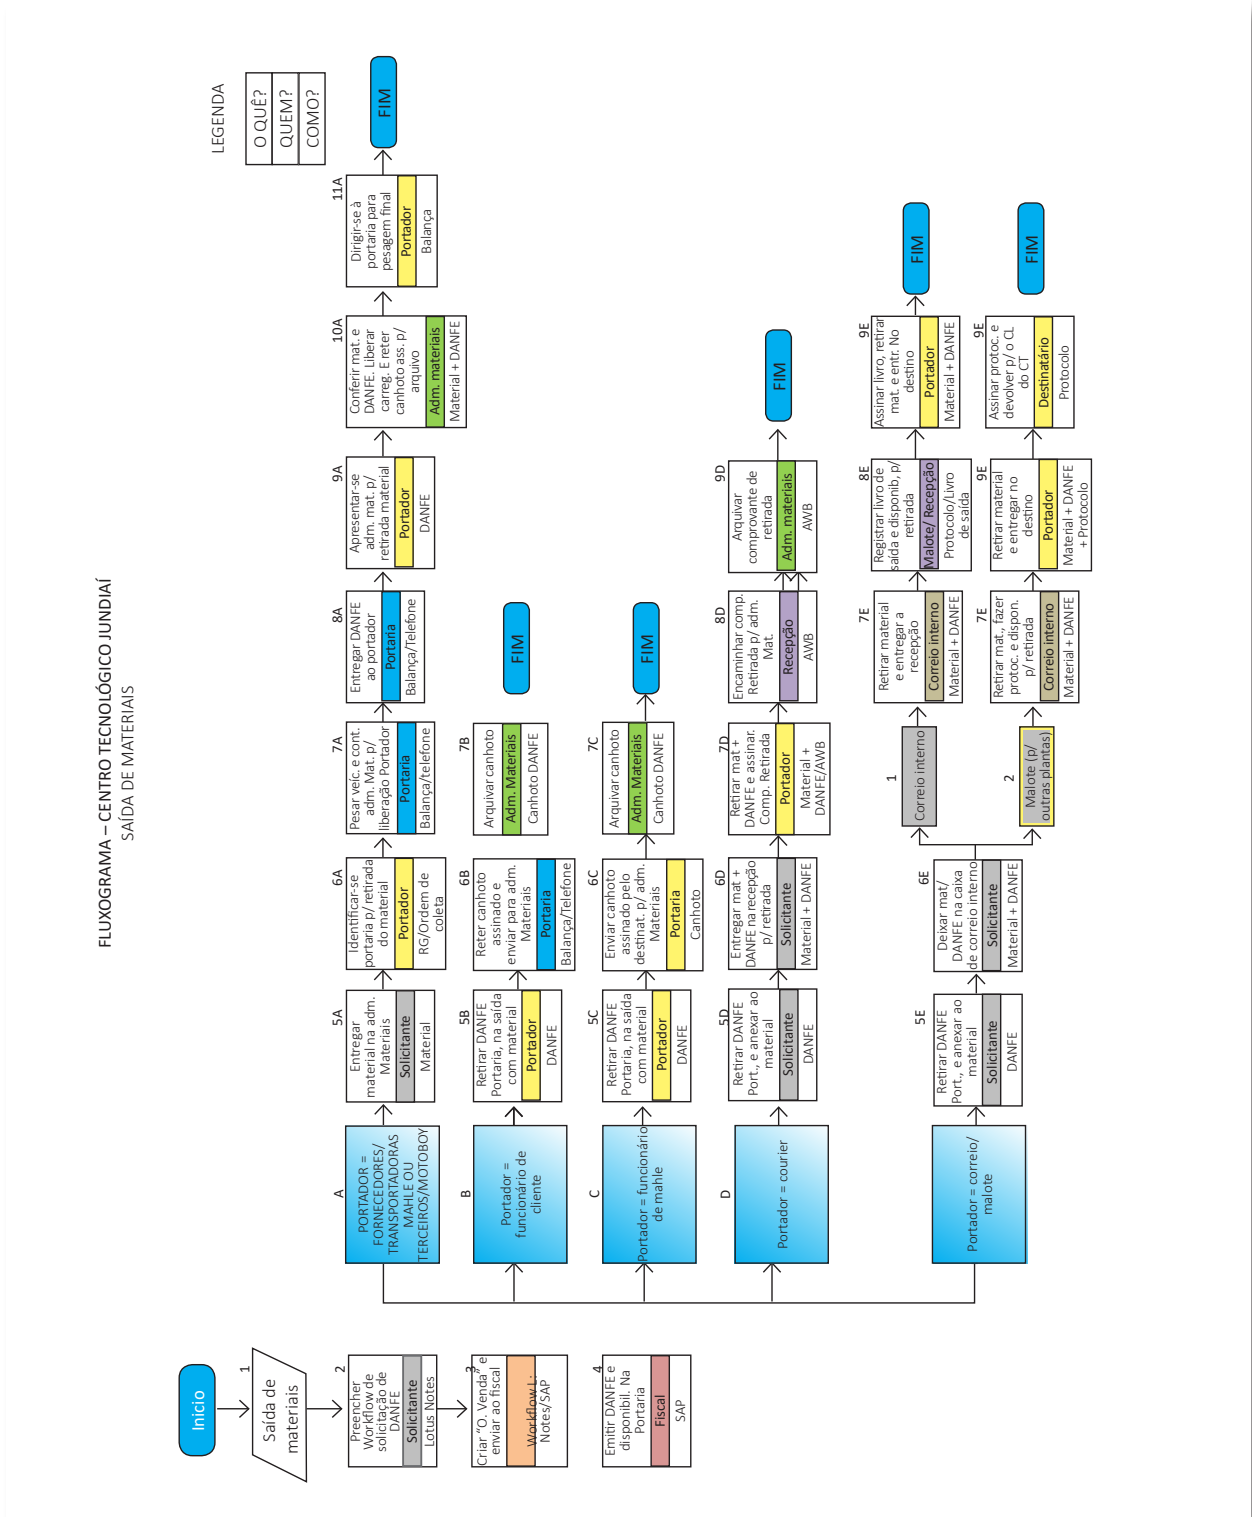 FLUXOGRAMA – CENTRO TECNOLÓGICO JUNDIAÍ
SAÍDA DE MATERIAIS
LEGENDA
O QUÊ?
QUEM?
COMO?
Inicio
1
Saída de
materiais
2
Preencher
Workflow de
solicitação de
DANFE
Solicitante
Lotus Notes
3
Criar “O. Venda” e
enviar ao fiscal
Workflow L:
Notes/SAP
4
Emitir DANFE e
disponibil. Na
Portaria
Fiscal
SAP
A
PORTADOR =
FORNECEDORES/
TRANSPORTADORAS
MAHLE OU
TERCEIROS/MOTOBOY
5A
Entregar
material na adm.
Materiais
Solicitante
Material
6A
Identificar-se
portaria p/ retirada
do material
Portador
RG/Ordem de
coleta
7A
Pesar veíc. e cont.
adm. Mat. p/
liberação Portador
Portaria
Balança/telefone
8A
Entregar DANFE
ao portador
Portaria
Balança/Telefone
9A
Apresentar-se
adm. mat. p/
retirada material
Portador
DANFE
10A
Conferir mat. e
DANFE. Liberar
carreg. E reter
canhoto ass. p/
arquivo
Adm. materiais
Material + DANFE
11A
Dirigir-se à
portaria para
pesagem final
Portador
Balança
FIM
B
Portador =
funcionário de
cliente
5B
Retirar DANFE
Portaria, na saída
com material
Portador
DANFE
6B
Reter canhoto
assinado e
enviar para adm.
Materiais
Portaria
Balança/Telefone
7B
Arquivar canhoto
Adm. Materiais
Canhoto DANFE
FIM
C
Portador = funcionário
de mahle
5C
Retirar DANFE
Portaria, na saída
com material
Portador
DANFE
6C
Enviar canhoto
assinado pelo
destinat. p/ adm.
Materiais
Portaria
Canhoto
7C
Arquivar canhoto
Adm. Materiais
Canhoto DANFE
FIM
D
Portador = courier
5D
Retirar DANFE
Port., e anexar ao
material
Solicitante
DANFE
6D
Entregar mat +
DANFE na recepção
p/ retirada
Solicitante
Material + DANFE
7D
Retirar mat +
DANFE e assinar.
Comp. Retirada
Portador
Material +
DANFE/AWB
8D
Encaminhar comp.
Retirada p/ adm.
Mat.
Recepção
AWB
9D
Arquivar
comprovante de
retirada
Adm. materiais
AWB
FIM
Portador = correio/
malote
5E
Retirar DANFE
Port., e anexar ao
material
Solicitante
DANFE
6E
Deixar mat/
DANFE na caixa
de correio interno
Solicitante
Material + DANFE
1
Correio interno
7E
Retirar material
e entregar a
recepção
Correio interno
Material + DANFE
8E
Registrar livro de
saída e disponib, p/
retirada
Malote/ Recepção
Protocolo/Livro
de saída
9E
Assinar livro, retirar
mat. e entr. No
destino
Portador
Material + DANFE
FIM
2
Malote (p/
outras plantas)
7E
Retirar mat., fazer
protoc. e dispon.
p/ retirada
Correio interno
Material + DANFE
9E
Retirar material
e entregar no
destino
Portador
Material + DANFE
+ Protocolo
9E
Assinar protoc. e
devolver p/ o CL
do CT
Destinatário
Protocolo
FIM